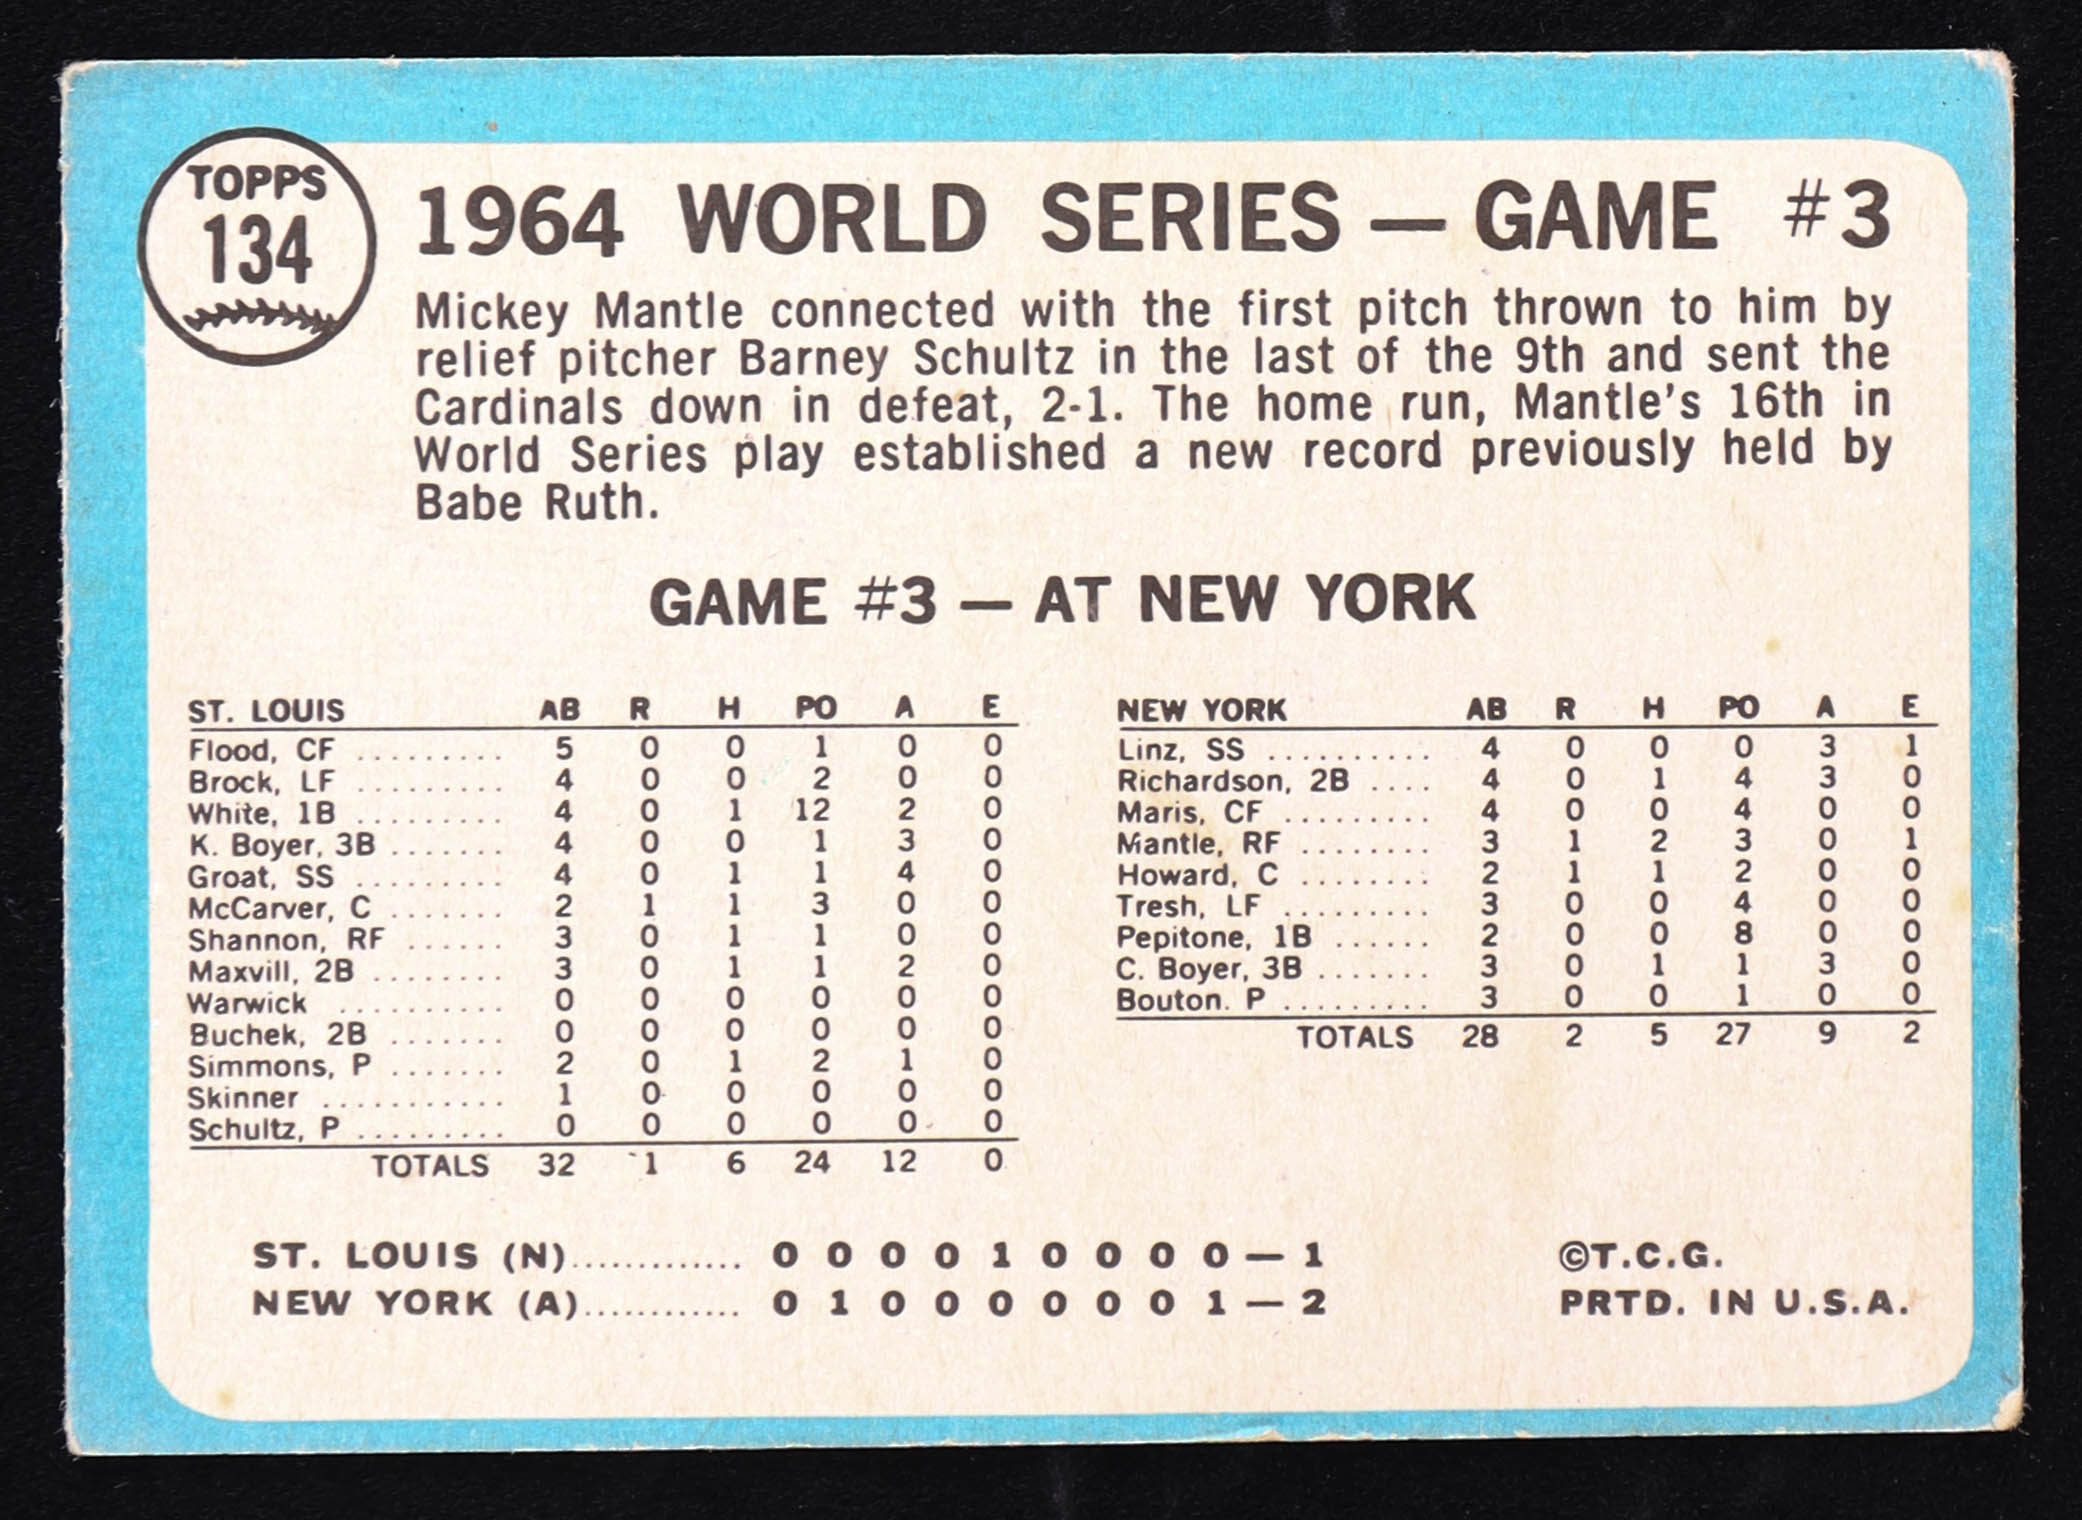 TOPPS
134
1964 WORLD SERIES — GAME #3
Mickey Mantle connected with the first pitch thrown to him by
relief pitcher Barney Schultz in the last of the 9th and sent the
Cardinals down in defeat, 2-1. The home run, Mantle's 16th in
World Series play established a new record previously held by
Babe Ruth.
GAME #3 — AT NEW YORK
ST. LOUIS AB R H PO A E
Flood, CF ......... 5 0 0 1 0 0
Brock, LF ......... 4 0 0 2 0 0
White, 1B ......... 4 0 1 12 2 0
K. Boyer, 3B ....... 4 0 0 1 3 0
Groat, SS ......... 4 0 1 1 4 0
McCarver, C ....... 2 1 1 3 0 0
Shannon, RF ...... 3 0 1 1 0 0
Maxvill, 2B ........ 3 0 1 1 2 0
Warwick .......... 0 0 0 0 0 0
Buchek, 2B ....... 0 0 0 0 0 0
Simmons, P ....... 2 0 1 2 1 0
Skinner ........... 1 0 0 0 0 0
Schultz, P ......... 0 0 0 0 0 0
TOTALS 32 1 6 24 12 0
NEW YORK AB R H PO A E
Linz, SS .......... 4 0 0 0 3 1
Richardson, 2B .... 4 0 1 4 3 0
Maris, CF ......... 4 0 0 4 0 0
Mantle, RF ........ 3 1 2 3 0 1
Howard, C ........ 2 1 1 2 0 0
Tresh, LF ......... 3 0 0 4 0 0
Pepitone, 1B ...... 2 0 0 8 0 0
C. Boyer, 3B ....... 3 0 1 1 3 0
Bouton. P ......... 3 0 0 1 0 0
TOTALS 28 2 5 27 9 2
ST. LOUIS (N)............. 0 0 0 0 1 0 0 0 0 — 1
NEW YORK (A)............ 0 1 0 0 0 0 0 0 1 — 2
©T.C.G.
PRTD. IN U.S.A.